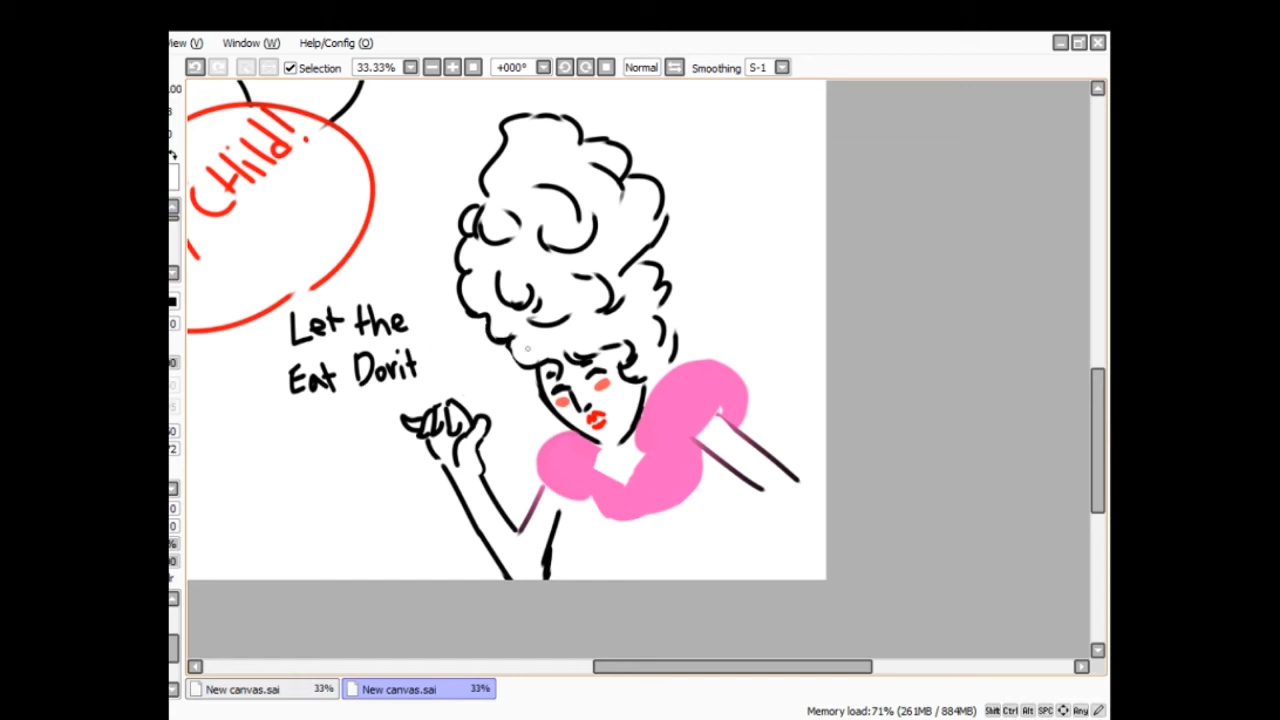 View (V) Window (W) Help/Config (O)
Selection 33.33% +000° Normal Smoothing S-1
CHild!
Let the
Eat Dorit
New canvas.sai 33% New canvas.sai 33%
Memory load: 71% (261MB / 884MB) Shift Ctrl Alt SPC Any